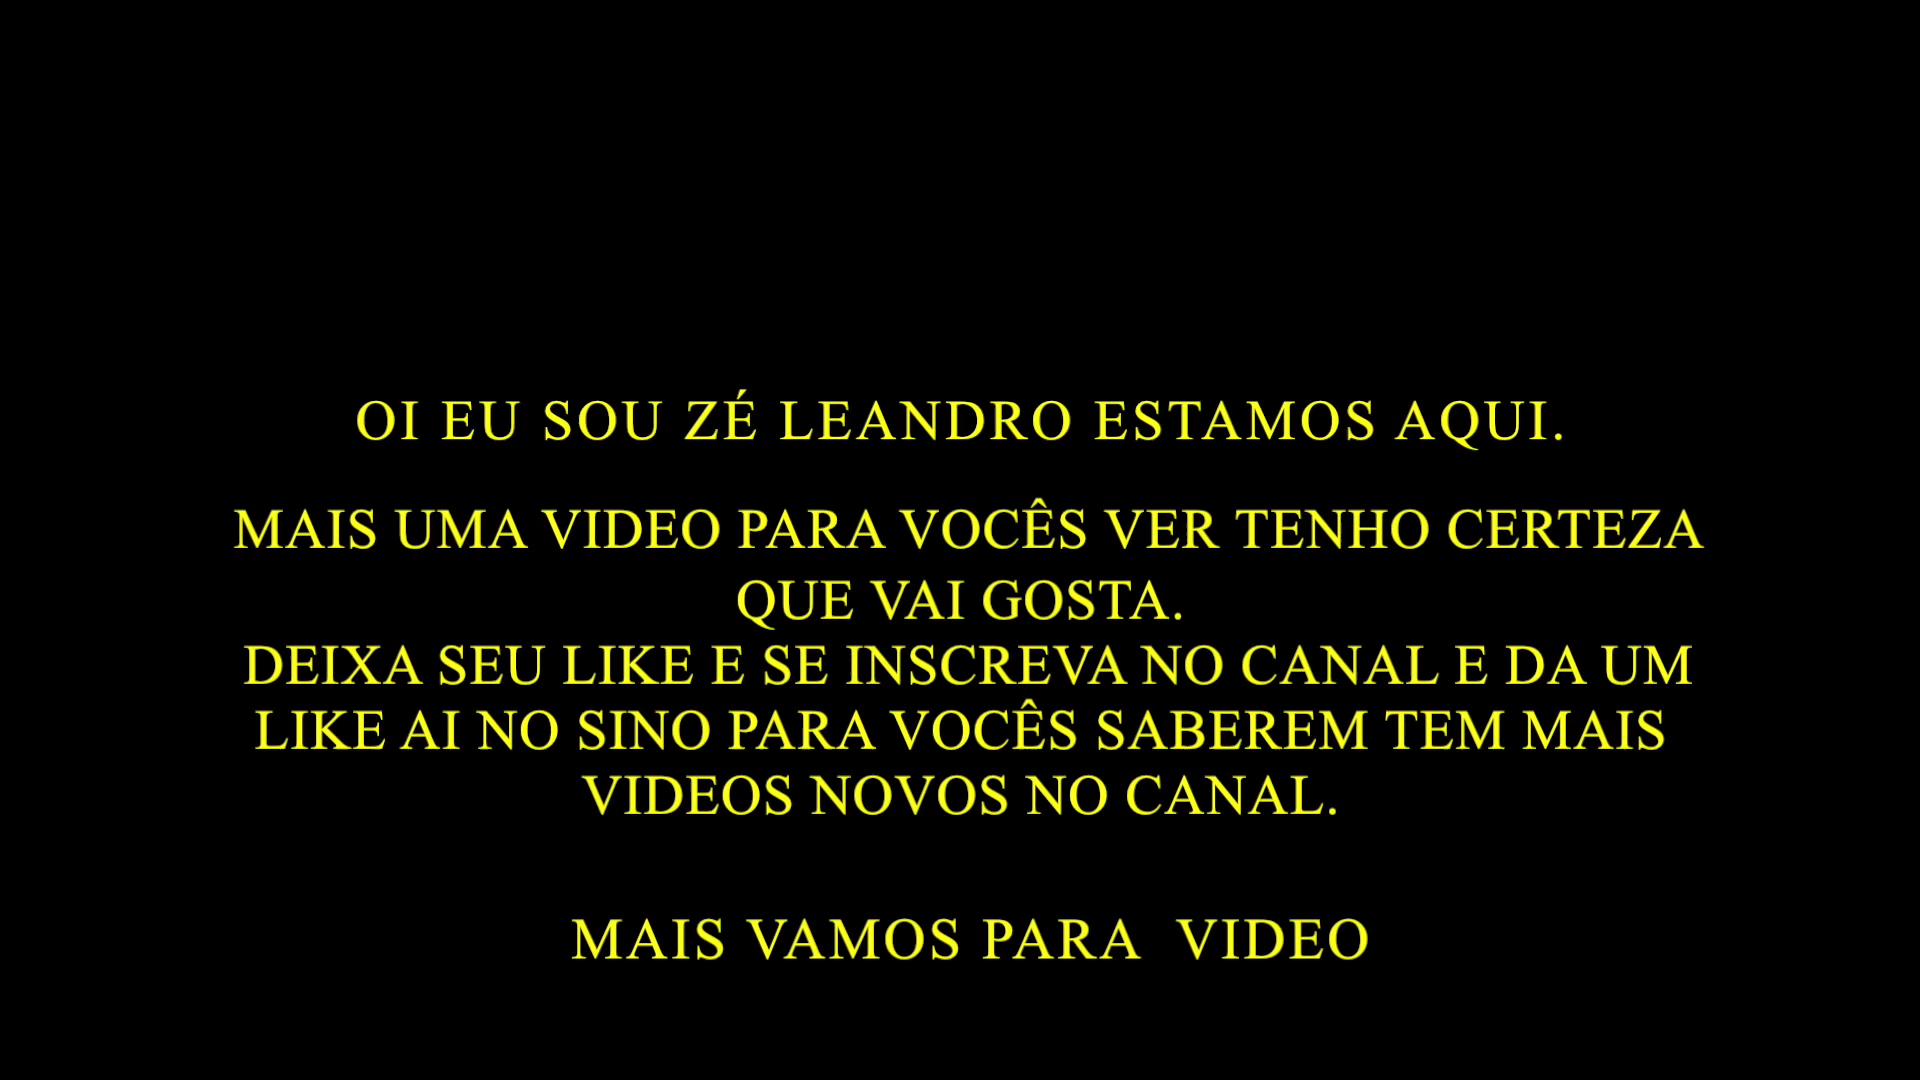 OI EU SOU ZÉ LEANDRO ESTAMOS AQUI.
MAIS UMA VIDEO PARA VOCÊS VER TENHO CERTEZA
QUE VAI GOSTA.
DEIXA SEU LIKE E SE INSCREVA NO CANAL E DA UM
LIKE AI NO SINO PARA VOCÊS SABEREM TEM MAIS
VIDEOS NOVOS NO CANAL.
MAIS VAMOS PARA  VIDEO